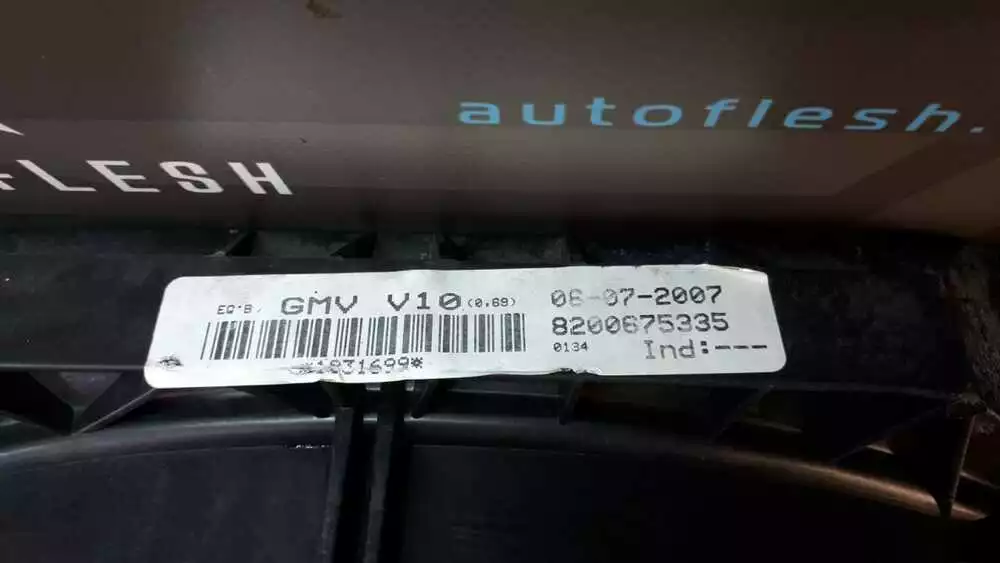 autoflesh.
FLESH
EQ'B. GMV V10 (0,69) 06-07-2007
8200675335
*1831699* 0134 Ind:---